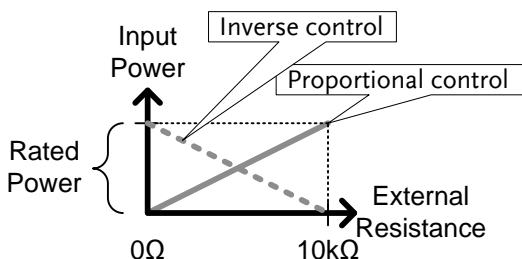 Inverse control
Input
Power
Proportional control
Rated
Power
External
Resistance
0Ω
10kΩ